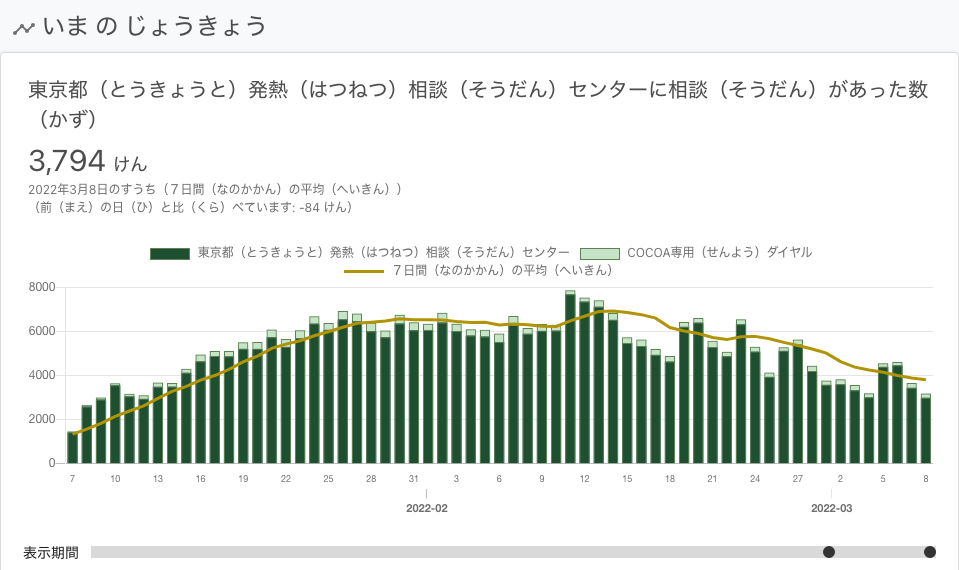 いま の じょうきょう
東京都（とうきょうと）発熱（はつねつ）相談（そうだん）センターに相談（そうだん）があった数
（かず）
3,794 けん
2022年3月8日のすうち（７日間（なのかかん）の平均（へいきん））
（前（まえ）の日（ひ）と比（くら）べています: -84 けん）
東京都（とうきょうと）発熱（はつねつ）相談（そうだん）センター COCOA専用（せんよう）ダイヤル
７日間（なのかかん）の平均（へいきん）
8000
6000
4000
2000
0
7 10 13 16 19 22 25 28 31 3 6 9 12 15 18 21 24 27 2 5 8
2022-02 2022-03
表示期間